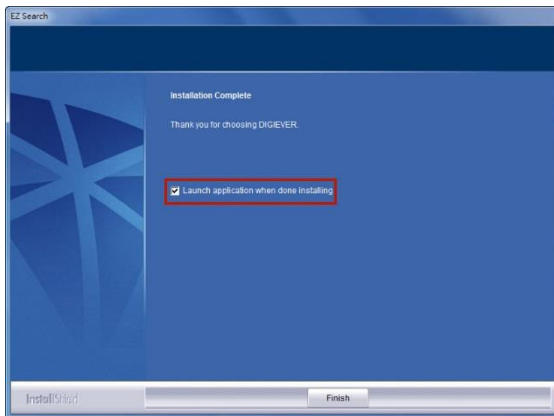 EZ Search
Installation Complete
Thank you for choosing DIGIEVER.
Launch application when done installing
InstallShield
Finish